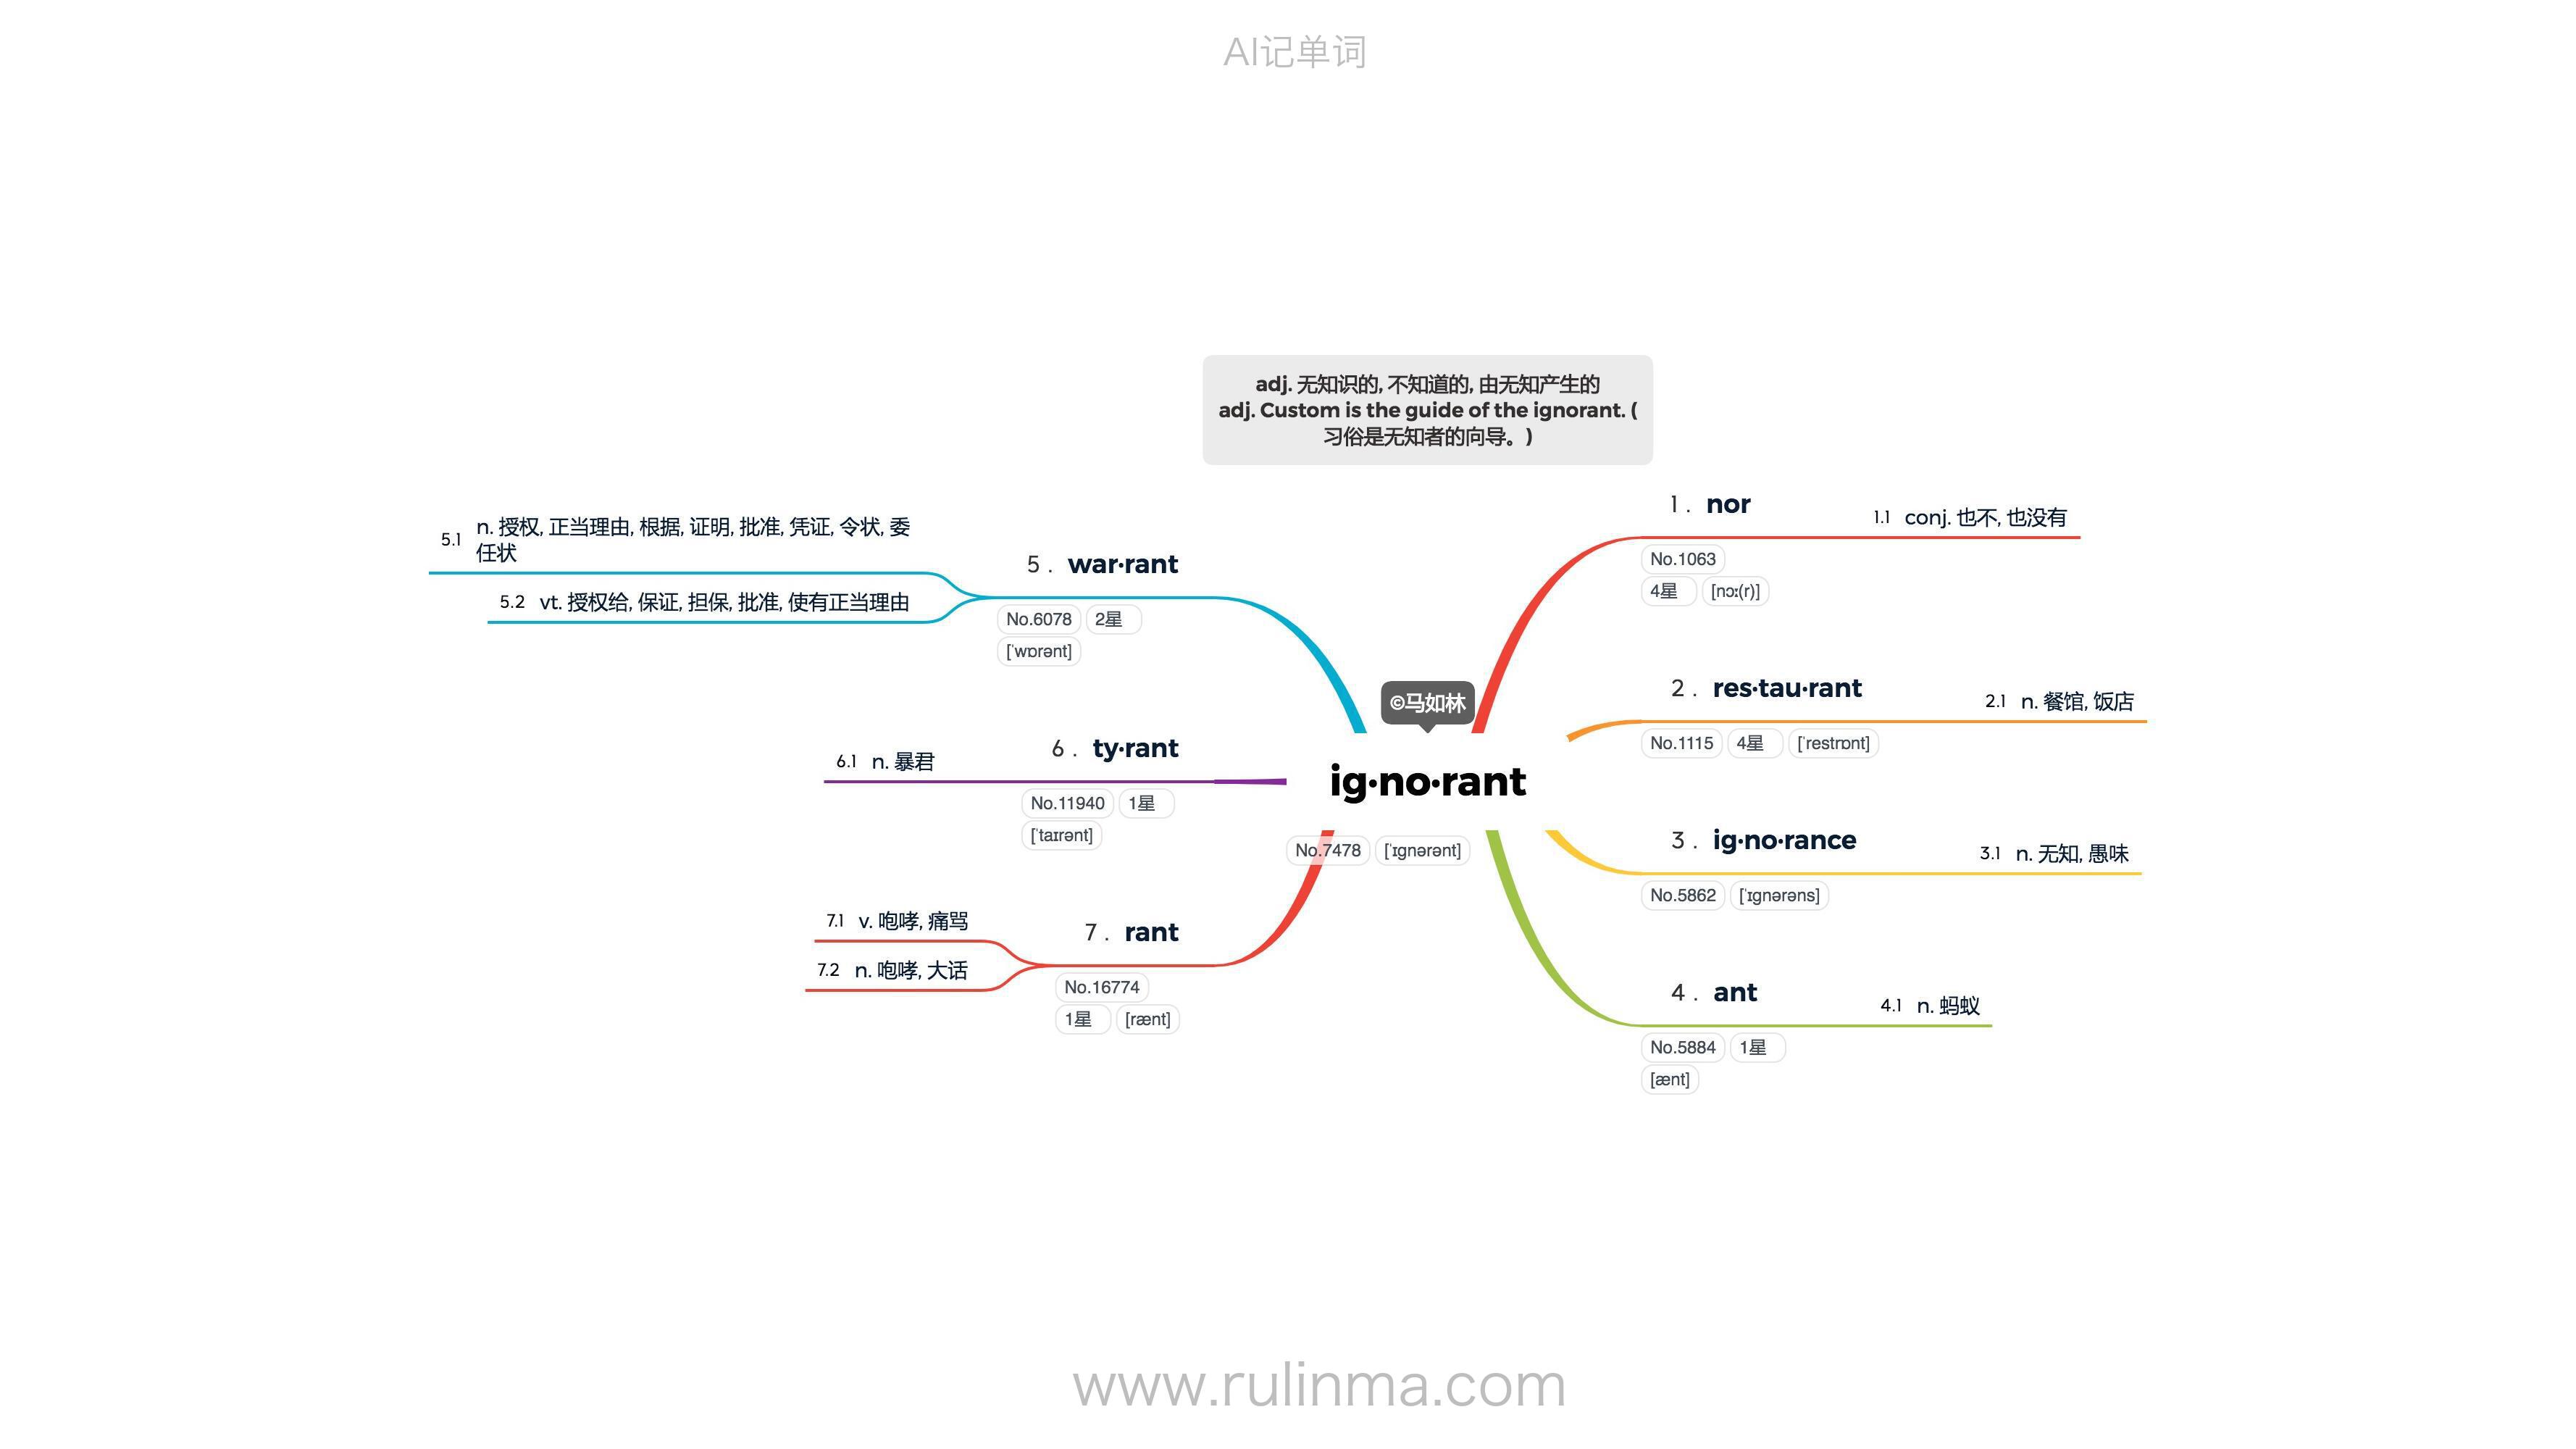 AI记单词
adj. 无知识的, 不知道的, 由无知产生的
adj. Custom is the guide of the ignorant. (
习俗是无知者的向导。)
©马如林
ig·no·rant
No.7478 [ˈɪgnərənt]
1 . nor
1.1 conj. 也不, 也没有
No.1063
4星 [nɔː(r)]
2 . res·tau·rant
2.1 n. 餐馆, 饭店
No.1115 4星 [ˈrestrɒnt]
3 . ig·no·rance
3.1 n. 无知, 愚味
No.5862 [ˈɪgnərəns]
4 . ant
4.1 n. 蚂蚁
No.5884 1星
[ænt]
5 . war·rant
5.1 n. 授权, 正当理由, 根据, 证明, 批准, 凭证, 令状, 委
任状
5.2 vt. 授权给, 保证, 担保, 批准, 使有正当理由
No.6078 2星
[ˈwɒrənt]
6 . ty·rant
6.1 n. 暴君
No.11940 1星
[ˈtaɪrənt]
7 . rant
7.1 v. 咆哮, 痛骂
7.2 n. 咆哮, 大话
No.16774
1星 [rænt]
www.rulinma.com